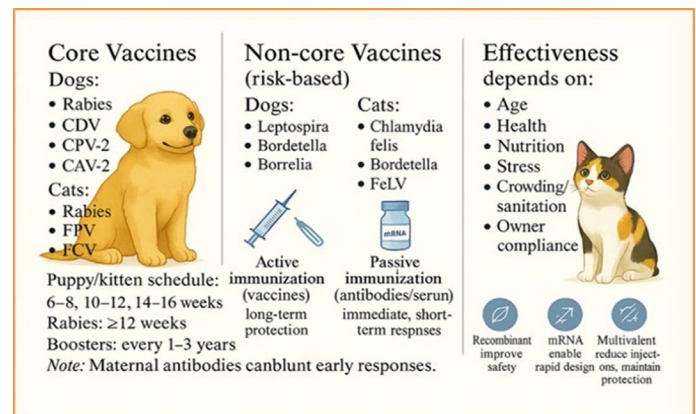 Core Vaccines
Dogs:
• Rabies
• CDV
• CPV-2
• CAV-2
Cats:
• Rabies
• FPV
• FCV
Puppy/kitten schedule:
6–8, 10–12, 14–16 weeks
Rabies: ≥12 weeks
Boosters: every 1–3 years
Note: Maternal antibodies canblunt early responses.
Non-core Vaccines
(risk-based)
Dogs:
• Leptospira
• Bordetella
• Borrelia
Cats:
• Chlamydia
felis
• Bordetella
• FeLV
mRNA
Active
immunization
(vaccines)
long-term
protection
Passive
immunization
(antibodies/serun)
immediate, short-
term respnses
Effectiveness
depends on:
• Age
• Health
• Nutrition
• Stress
• Crowding/
sanitation
• Owner
compliance
Recombinant
improve
safety
mRNA
enable
rapid design
Multivalent
reduce inject-
ons, maintain
protection